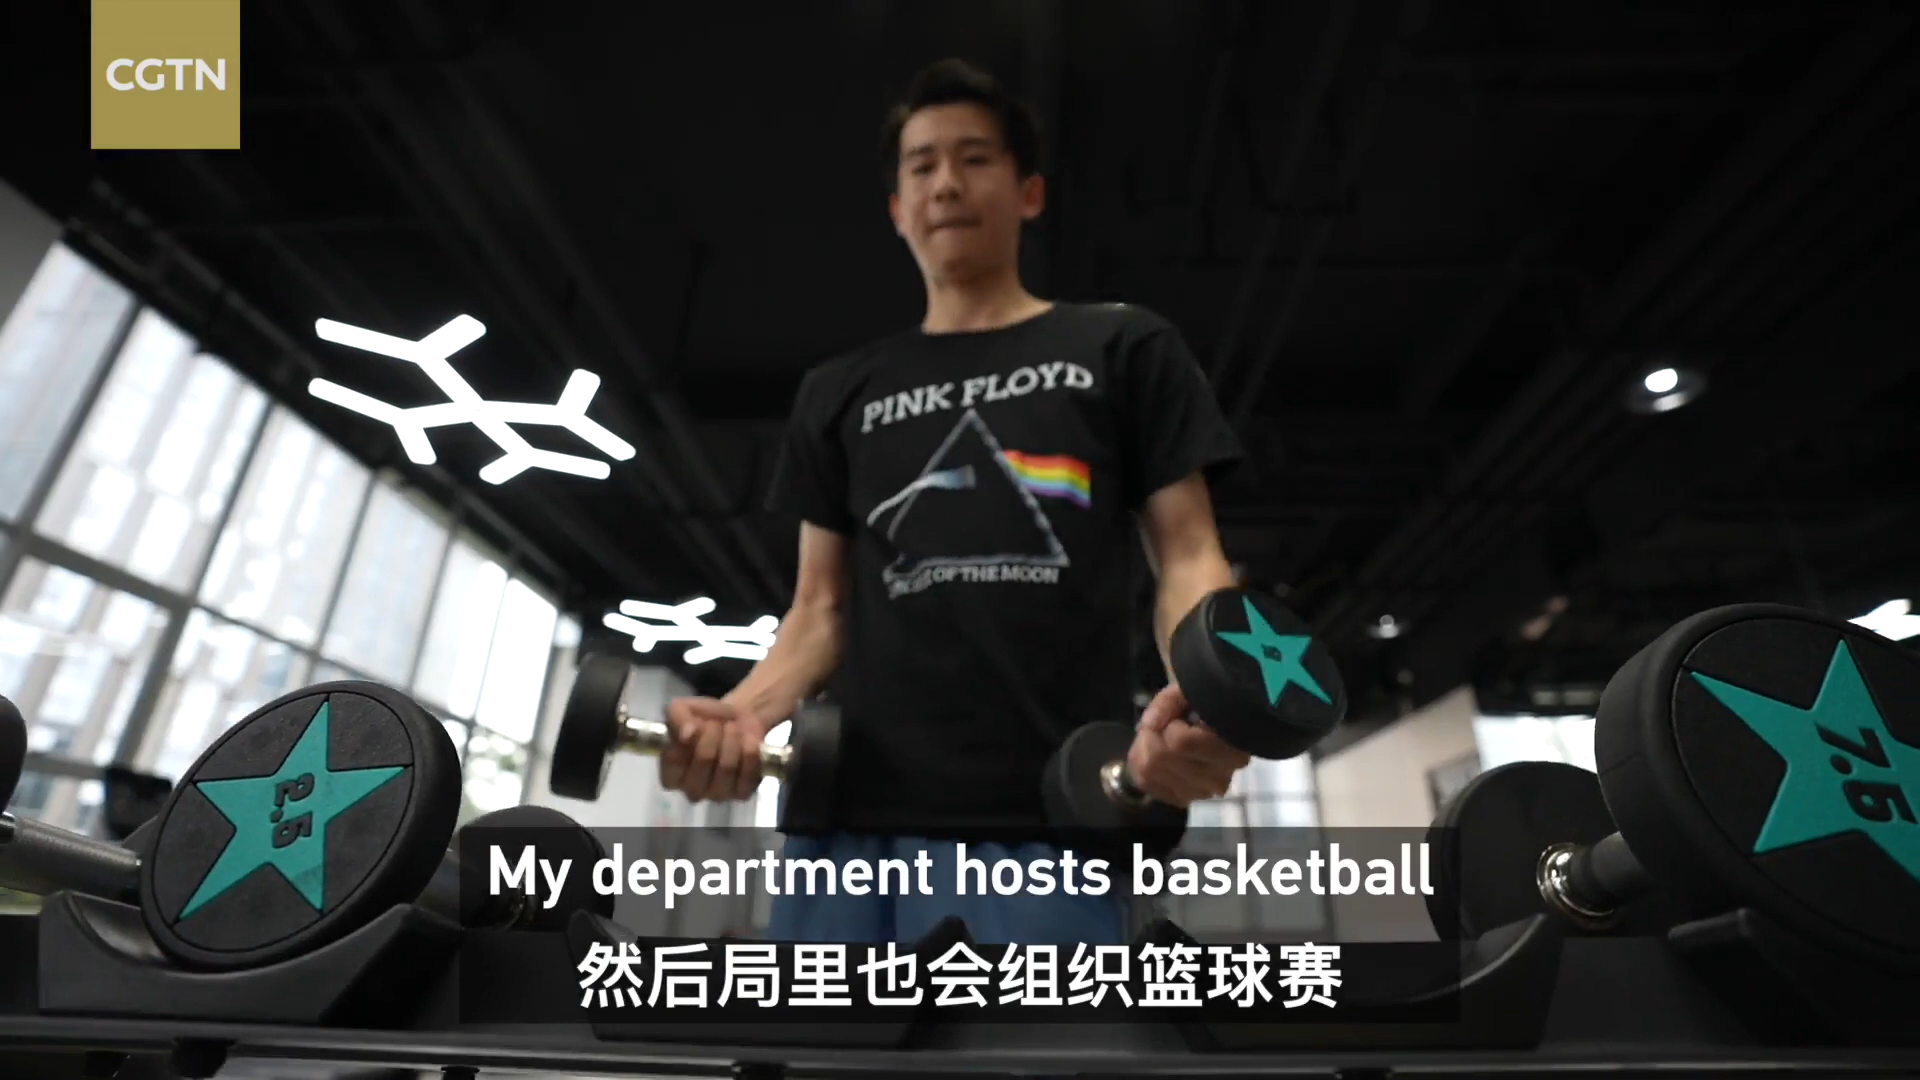 CGTN
PINK FLOYD
OF THE MOON
2.5
7.5
My department hosts basketball
然后局里也会组织篮球赛